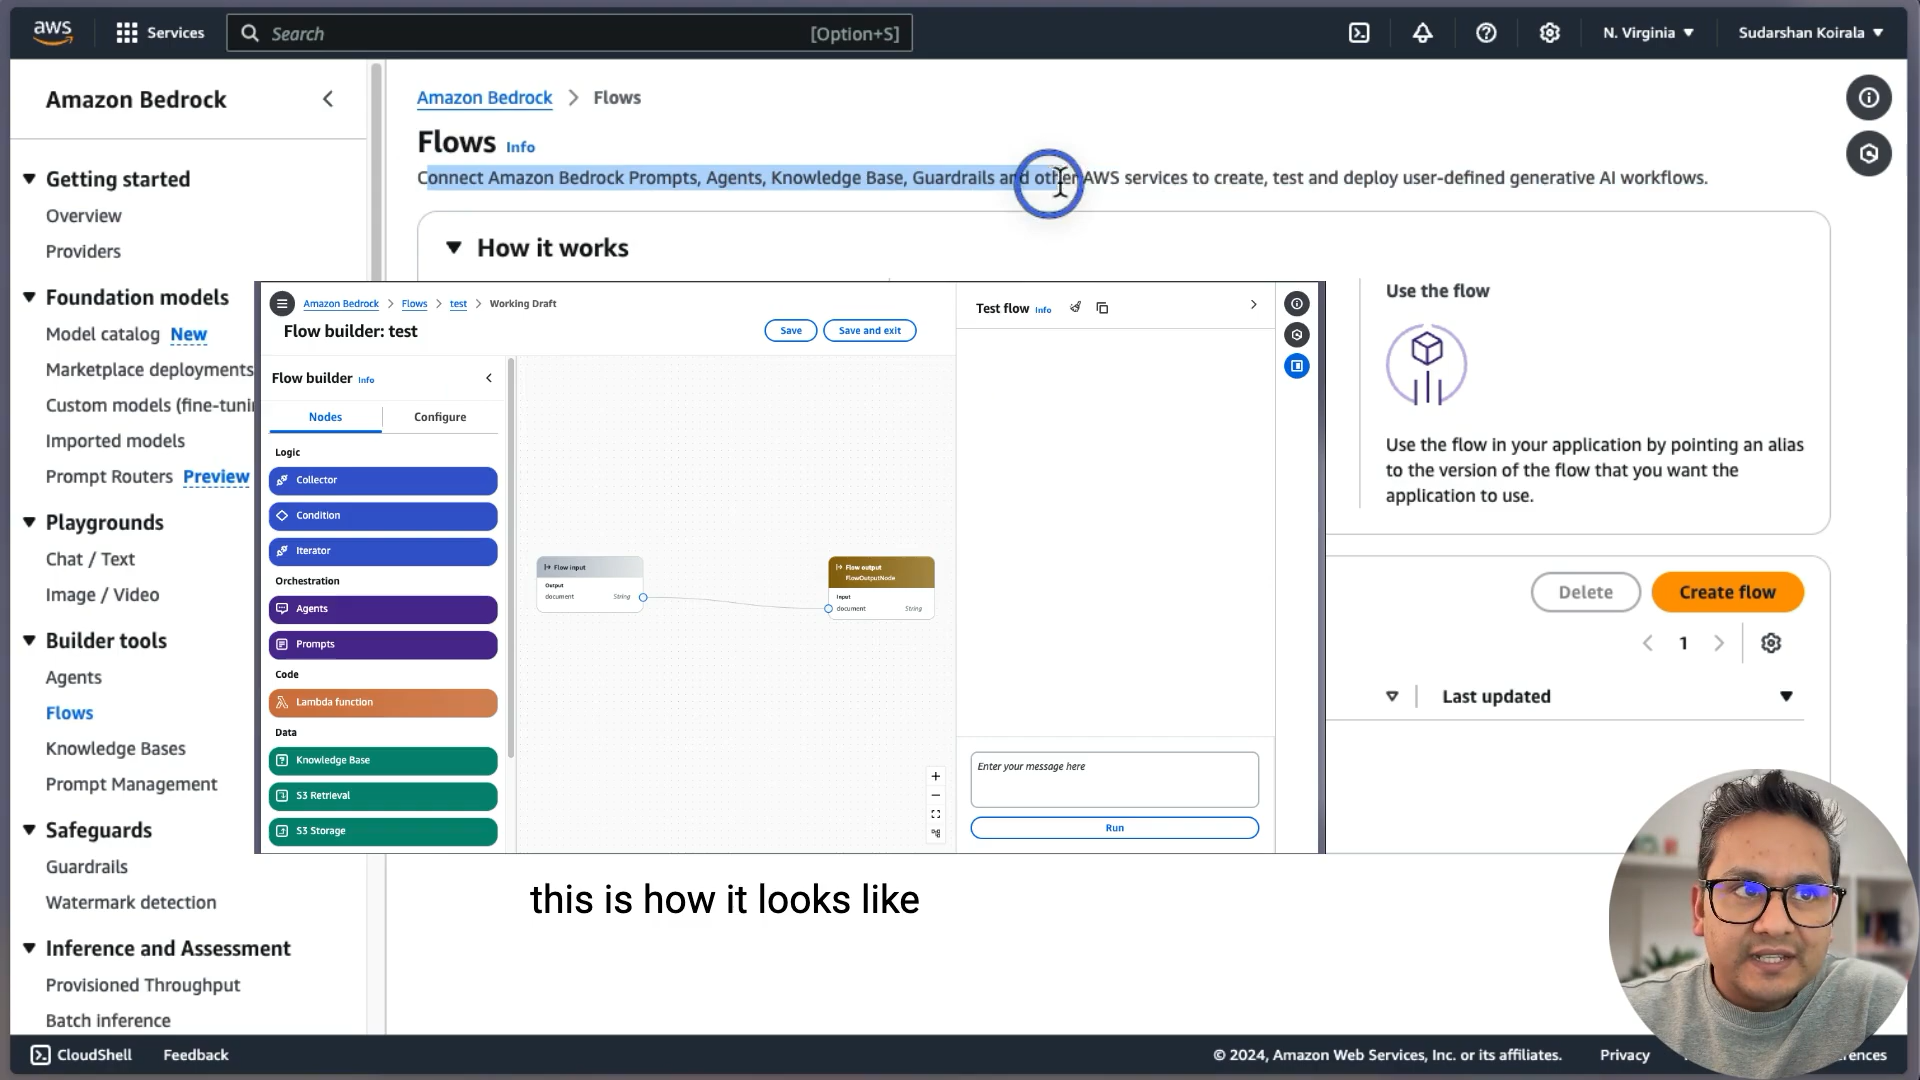 aws
Services
Search
[Option+S]
N. Virginia
Sudarshan Koirala
Amazon Bedrock
Getting started
Overview
Providers
Foundation models
Model catalog New
Marketplace deployments
Custom models (fine-tuni
Imported models
Prompt Routers Preview
Playgrounds
Chat / Text
Image / Video
Builder tools
Agents
Flows
Knowledge Bases
Prompt Management
Safeguards
Guardrails
Watermark detection
Inference and Assessment
Provisioned Throughput
Batch inference
Amazon Bedrock > Flows
Flows Info
Connect Amazon Bedrock Prompts, Agents, Knowledge Base, Guardrails and other AWS services to create, test and deploy user-defined generative AI workflows.
How it works
Use the flow
Use the flow in your application by pointing an alias
to the version of the flow that you want the
application to use.
Delete
Create flow
1
Last updated
Amazon Bedrock > Flows > test > Working Draft
Flow builder: test
Save
Save and exit
Flow builder Info
Nodes
Configure
Logic
Collector
Condition
Iterator
Orchestration
Agents
Prompts
Code
Lambda function
Data
Knowledge Base
S3 Retrieval
S3 Storage
Flow input
Output
document String
Flow output
FlowOutputNode
Input
document String
Test flow Info
Enter your message here
Run
this is how it looks like
CloudShell
Feedback
© 2024, Amazon Web Services, Inc. or its affiliates.
Privacy